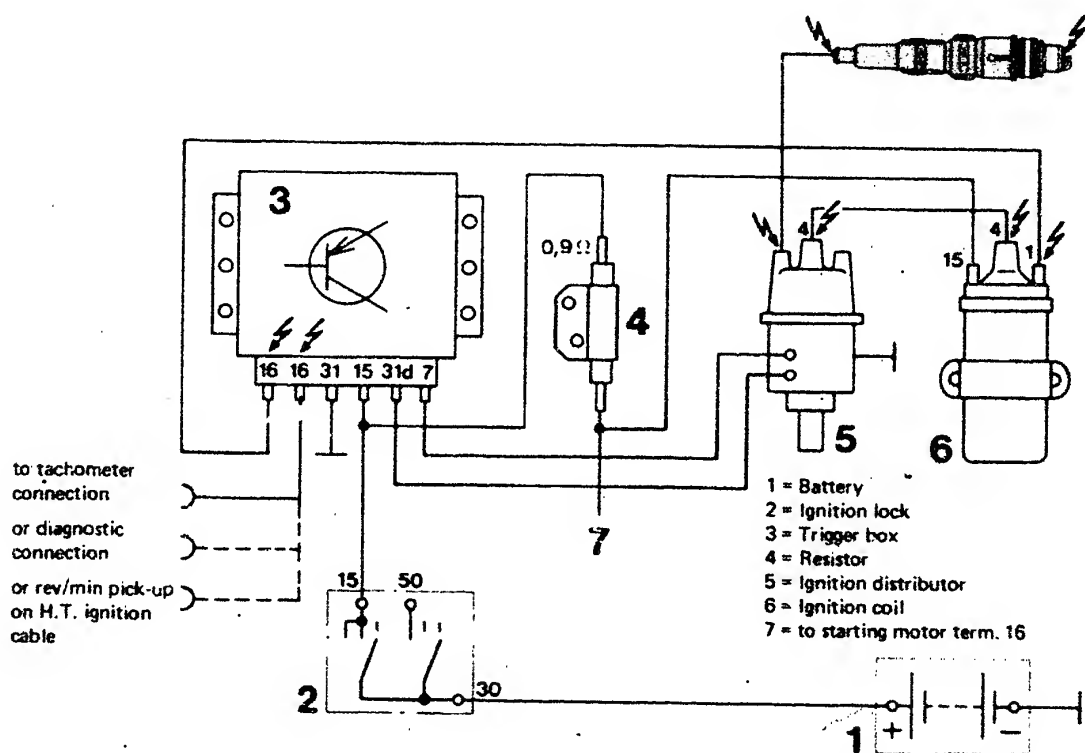 3
0,9 Ω
4
4
4
15
1
16 16 31 15 31d 7
5
6
to tachometer
connection
or diagnostic
connection
or rev/min pick-up
on H.T. ignition
cable
7
1 = Battery
2 = Ignition lock
3 = Trigger box
4 = Resistor
5 = Ignition distributor
6 = Ignition coil
7 = to starting motor term. 16
15 50
2
30
1
+ −